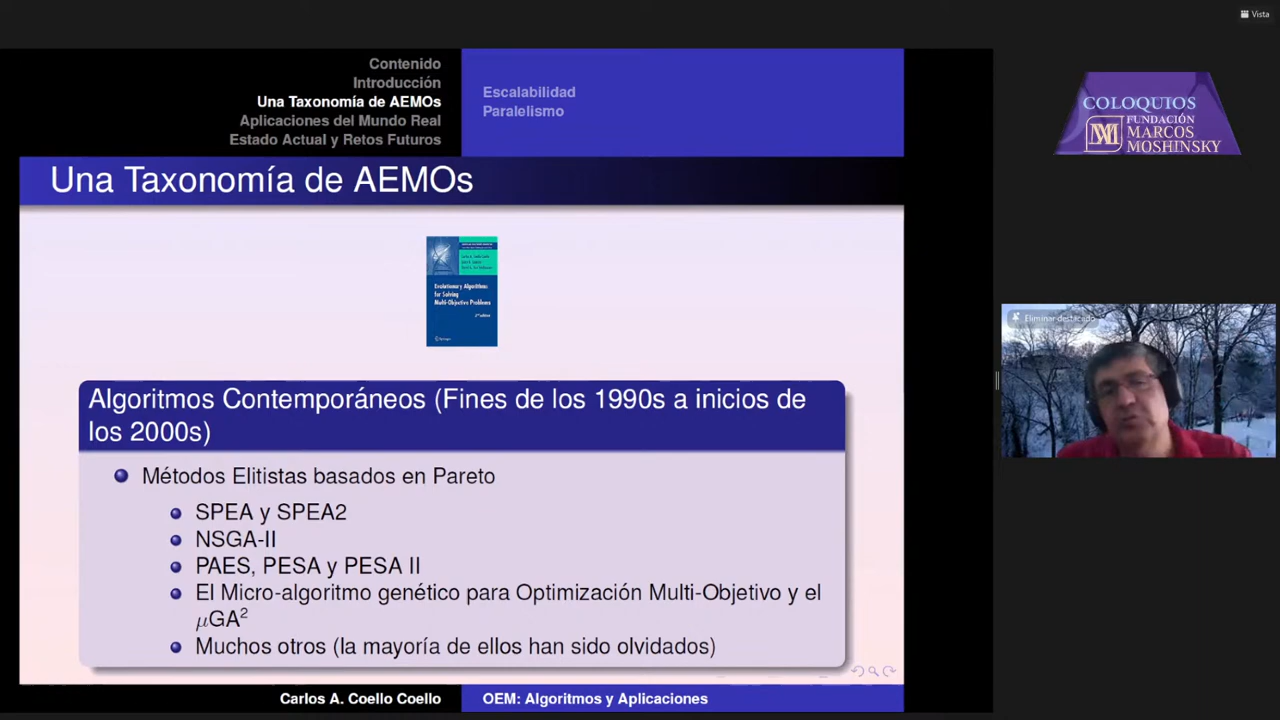 Vista
Contenido
Introducción
Una Taxonomía de AEMOs
Aplicaciones del Mundo Real
Estado Actual y Retos Futuros
Escalabilidad
Paralelismo
Una Taxonomía de AEMOs
Evolutionary Algorithms
for Solving
Multi-Objective Problems
Algoritmos Contemporáneos (Fines de los 1990s a inicios de
los 2000s)
Métodos Elitistas basados en Pareto
SPEA y SPEA2
NSGA-II
PAES, PESA y PESA II
El Micro-algoritmo genético para Optimización Multi-Objetivo y el
μGA²
Muchos otros (la mayoría de ellos han sido olvidados)
Carlos A. Coello Coello
OEM: Algoritmos y Aplicaciones
COLOQUIOS
FUNDACIÓN
MARCOS
MOSHINSKY
Eliminar destacado